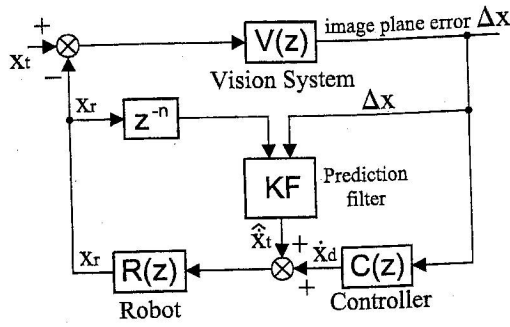 +
xt
−
V(z)
Vision System
image plane error Δx
xr
z⁻ⁿ
Δx
KF
Prediction
filter
x̂̇t
+
ẋd
+
C(z)
Controller
xr
R(z)
Robot